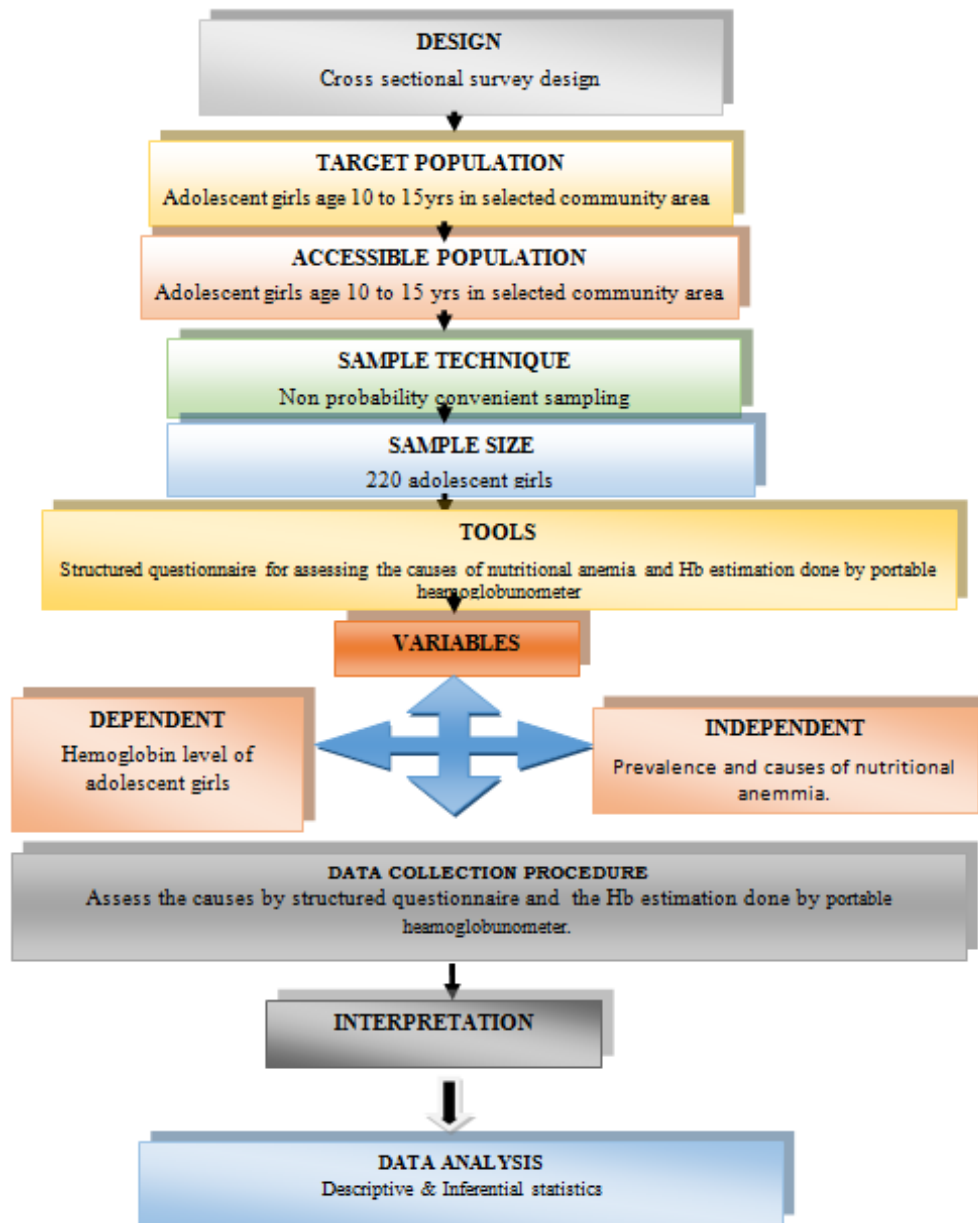 DESIGN
Cross sectional survey design
TARGET POPULATION
Adolescent girls age 10 to 15yrs in selected community area
ACCESSIBLE POPULATION
Adolescent girls age 10 to 15 yrs in selected community area
SAMPLE TECHNIQUE
Non probability convenient sampling
SAMPLE SIZE
220 adolescent girls
TOOLS
Structured questionnaire for assessing the causes of nutritional anemia and Hb estimation done by portable
heamoglobunometer
VARIABLES
DEPENDENT
Hemoglobin level of
adolescent girls
INDEPENDENT
Prevalence and causes of nutritional
anemmia.
DATA COLLECTION PROCEDURE
Assess the causes by structured questionnaire and the Hb estimation done by portable
heamoglobunometer.
INTERPRETATION
DATA ANALYSIS
Descriptive & Inferential statistics